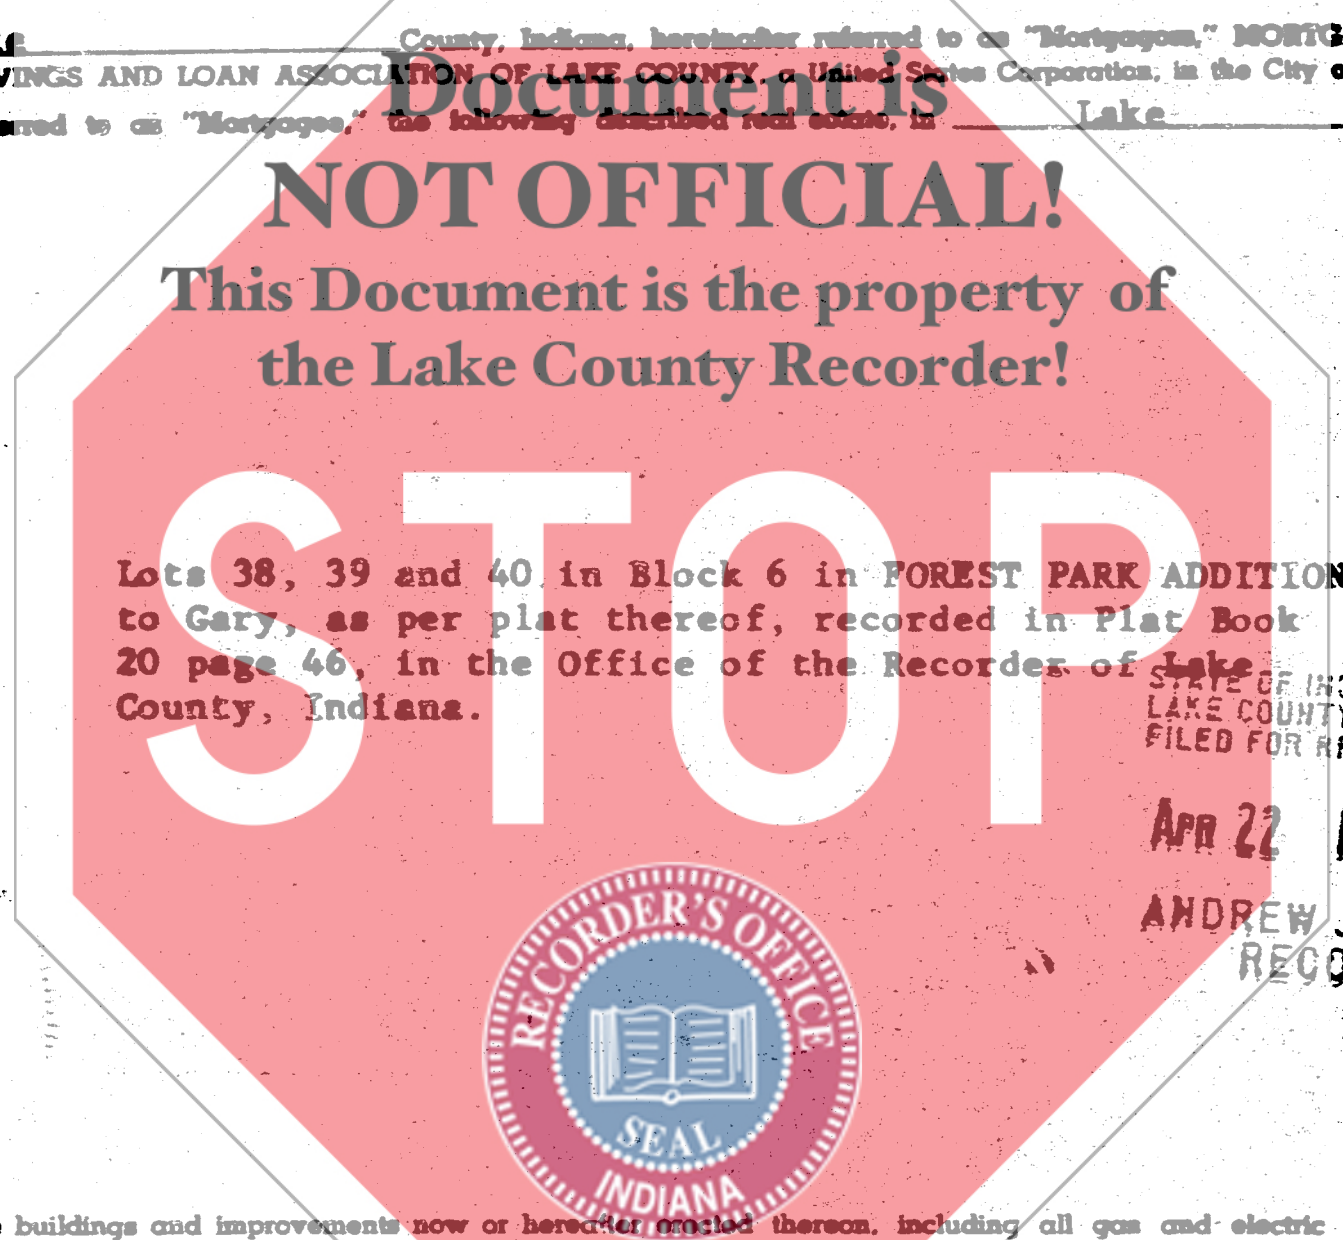 County, Indiana, hereinafter referred to as "Mortgagors," MORTG
VINGS AND LOAN ASSOCIATION OF LAKE COUNTY, a United States Corporation, in the City o
erred to as "Mortgagee," the following described real estate, in Lake
Document is
NOT OFFICIAL!
This Document is the property of
the Lake County Recorder!
STOP
Lots 38, 39 and 40 in Block 6 in FOREST PARK ADDITION
to Gary, as per plat thereof, recorded in Plat Book
20 page 46, in the Office of the Recorder of Lake
County, Indiana.
STATE OF IN
LAKE COUNTY
FILED FOR R
APR 22
ANDREW
RECO
RECORDER'S OFFICE
SEAL
INDIANA
buildings and improvements now or hereafter erected thereon, including all gas and electric